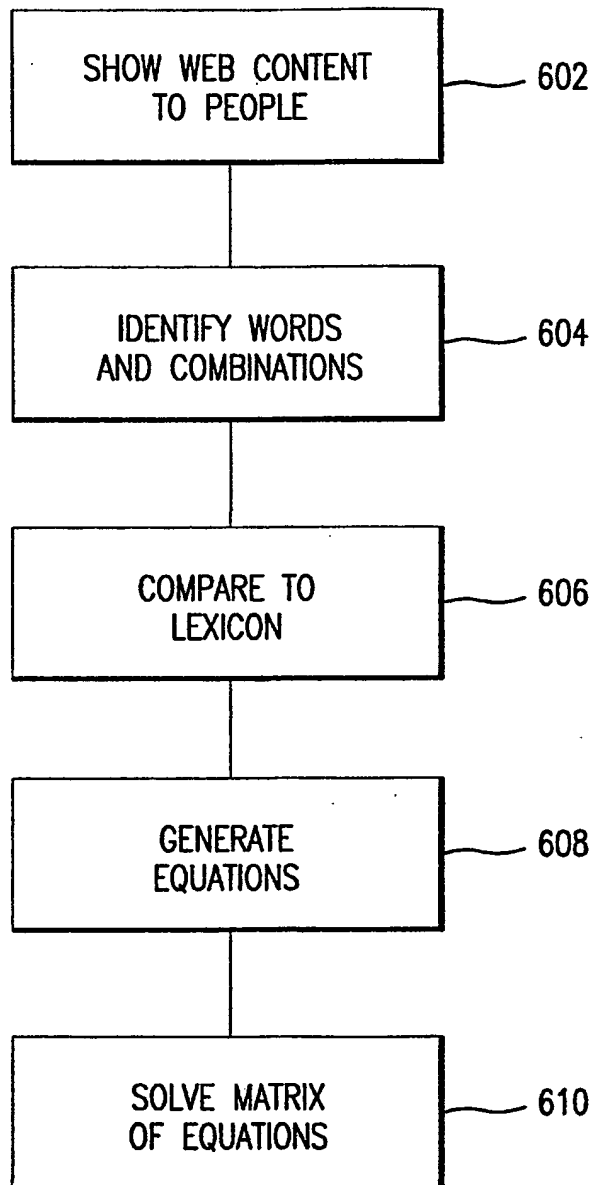 SHOW WEB CONTENT
TO PEOPLE
602
IDENTIFY WORDS
AND COMBINATIONS
604
COMPARE TO
LEXICON
606
GENERATE
EQUATIONS
608
SOLVE MATRIX
OF EQUATIONS
610